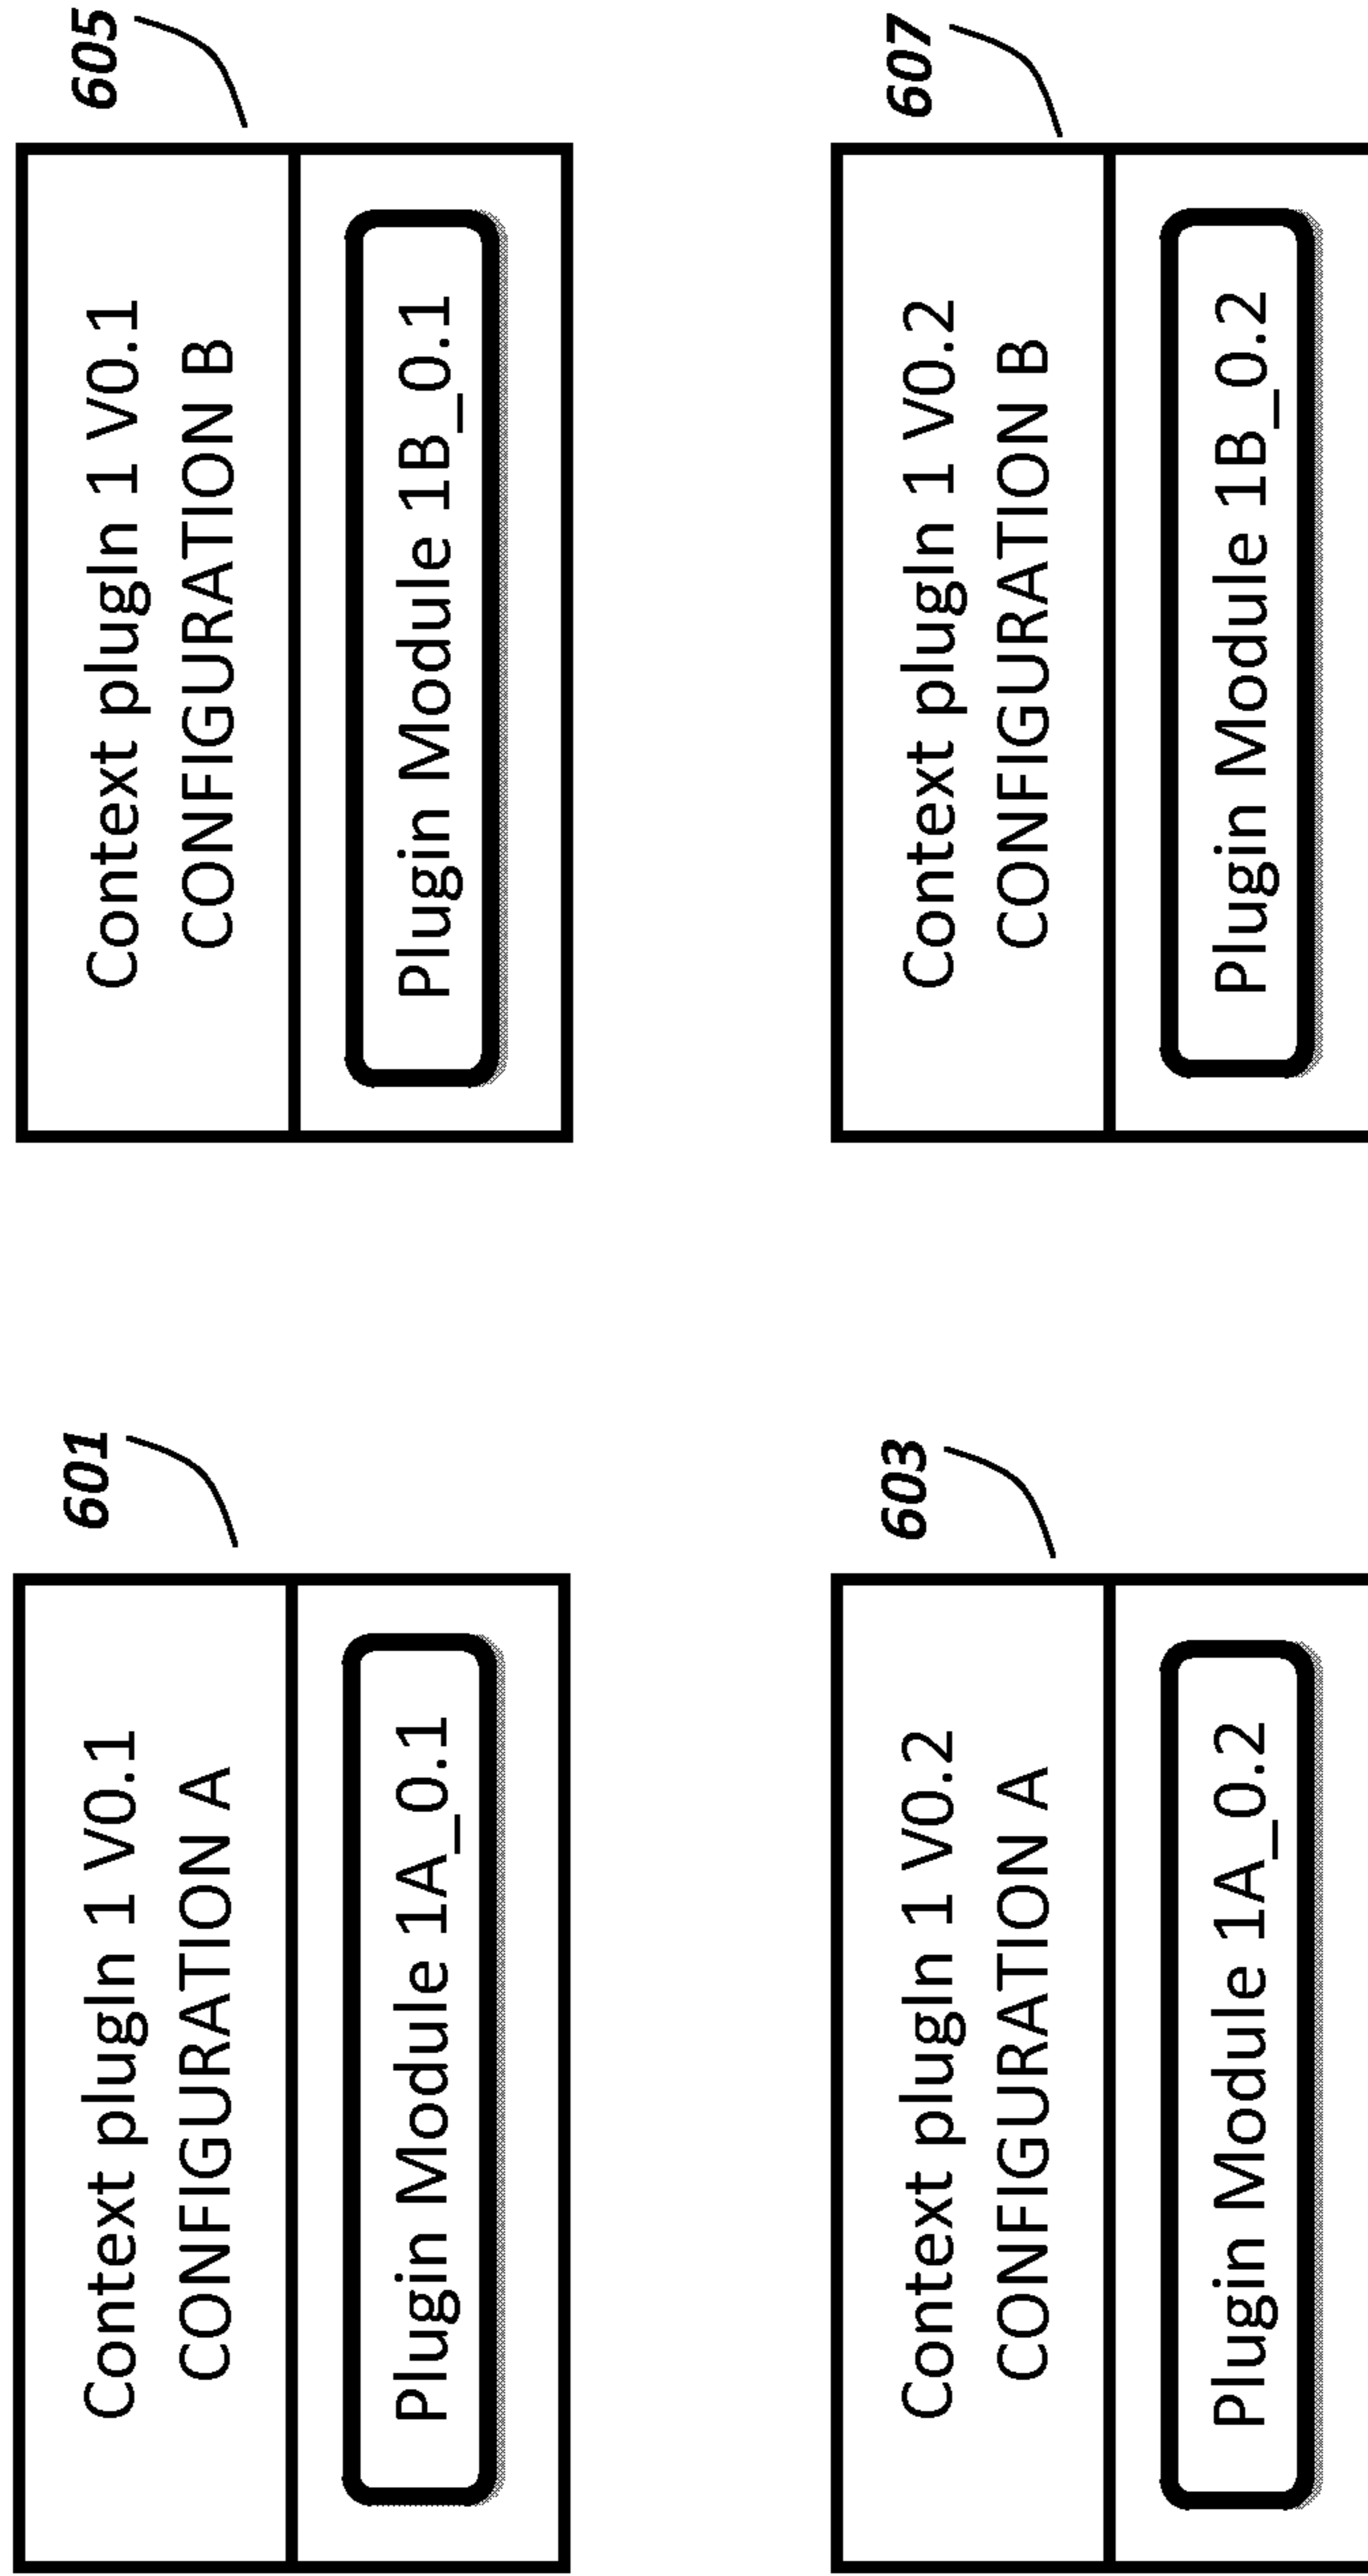 601
Context plugIn 1 V0.1
CONFIGURATION A
Plugin Module 1A_0.1
605
Context plugIn 1 V0.1
CONFIGURATION B
Plugin Module 1B_0.1
603
Context plugIn 1 V0.2
CONFIGURATION A
Plugin Module 1A_0.2
607
Context plugIn 1 V0.2
CONFIGURATION B
Plugin Module 1B_0.2